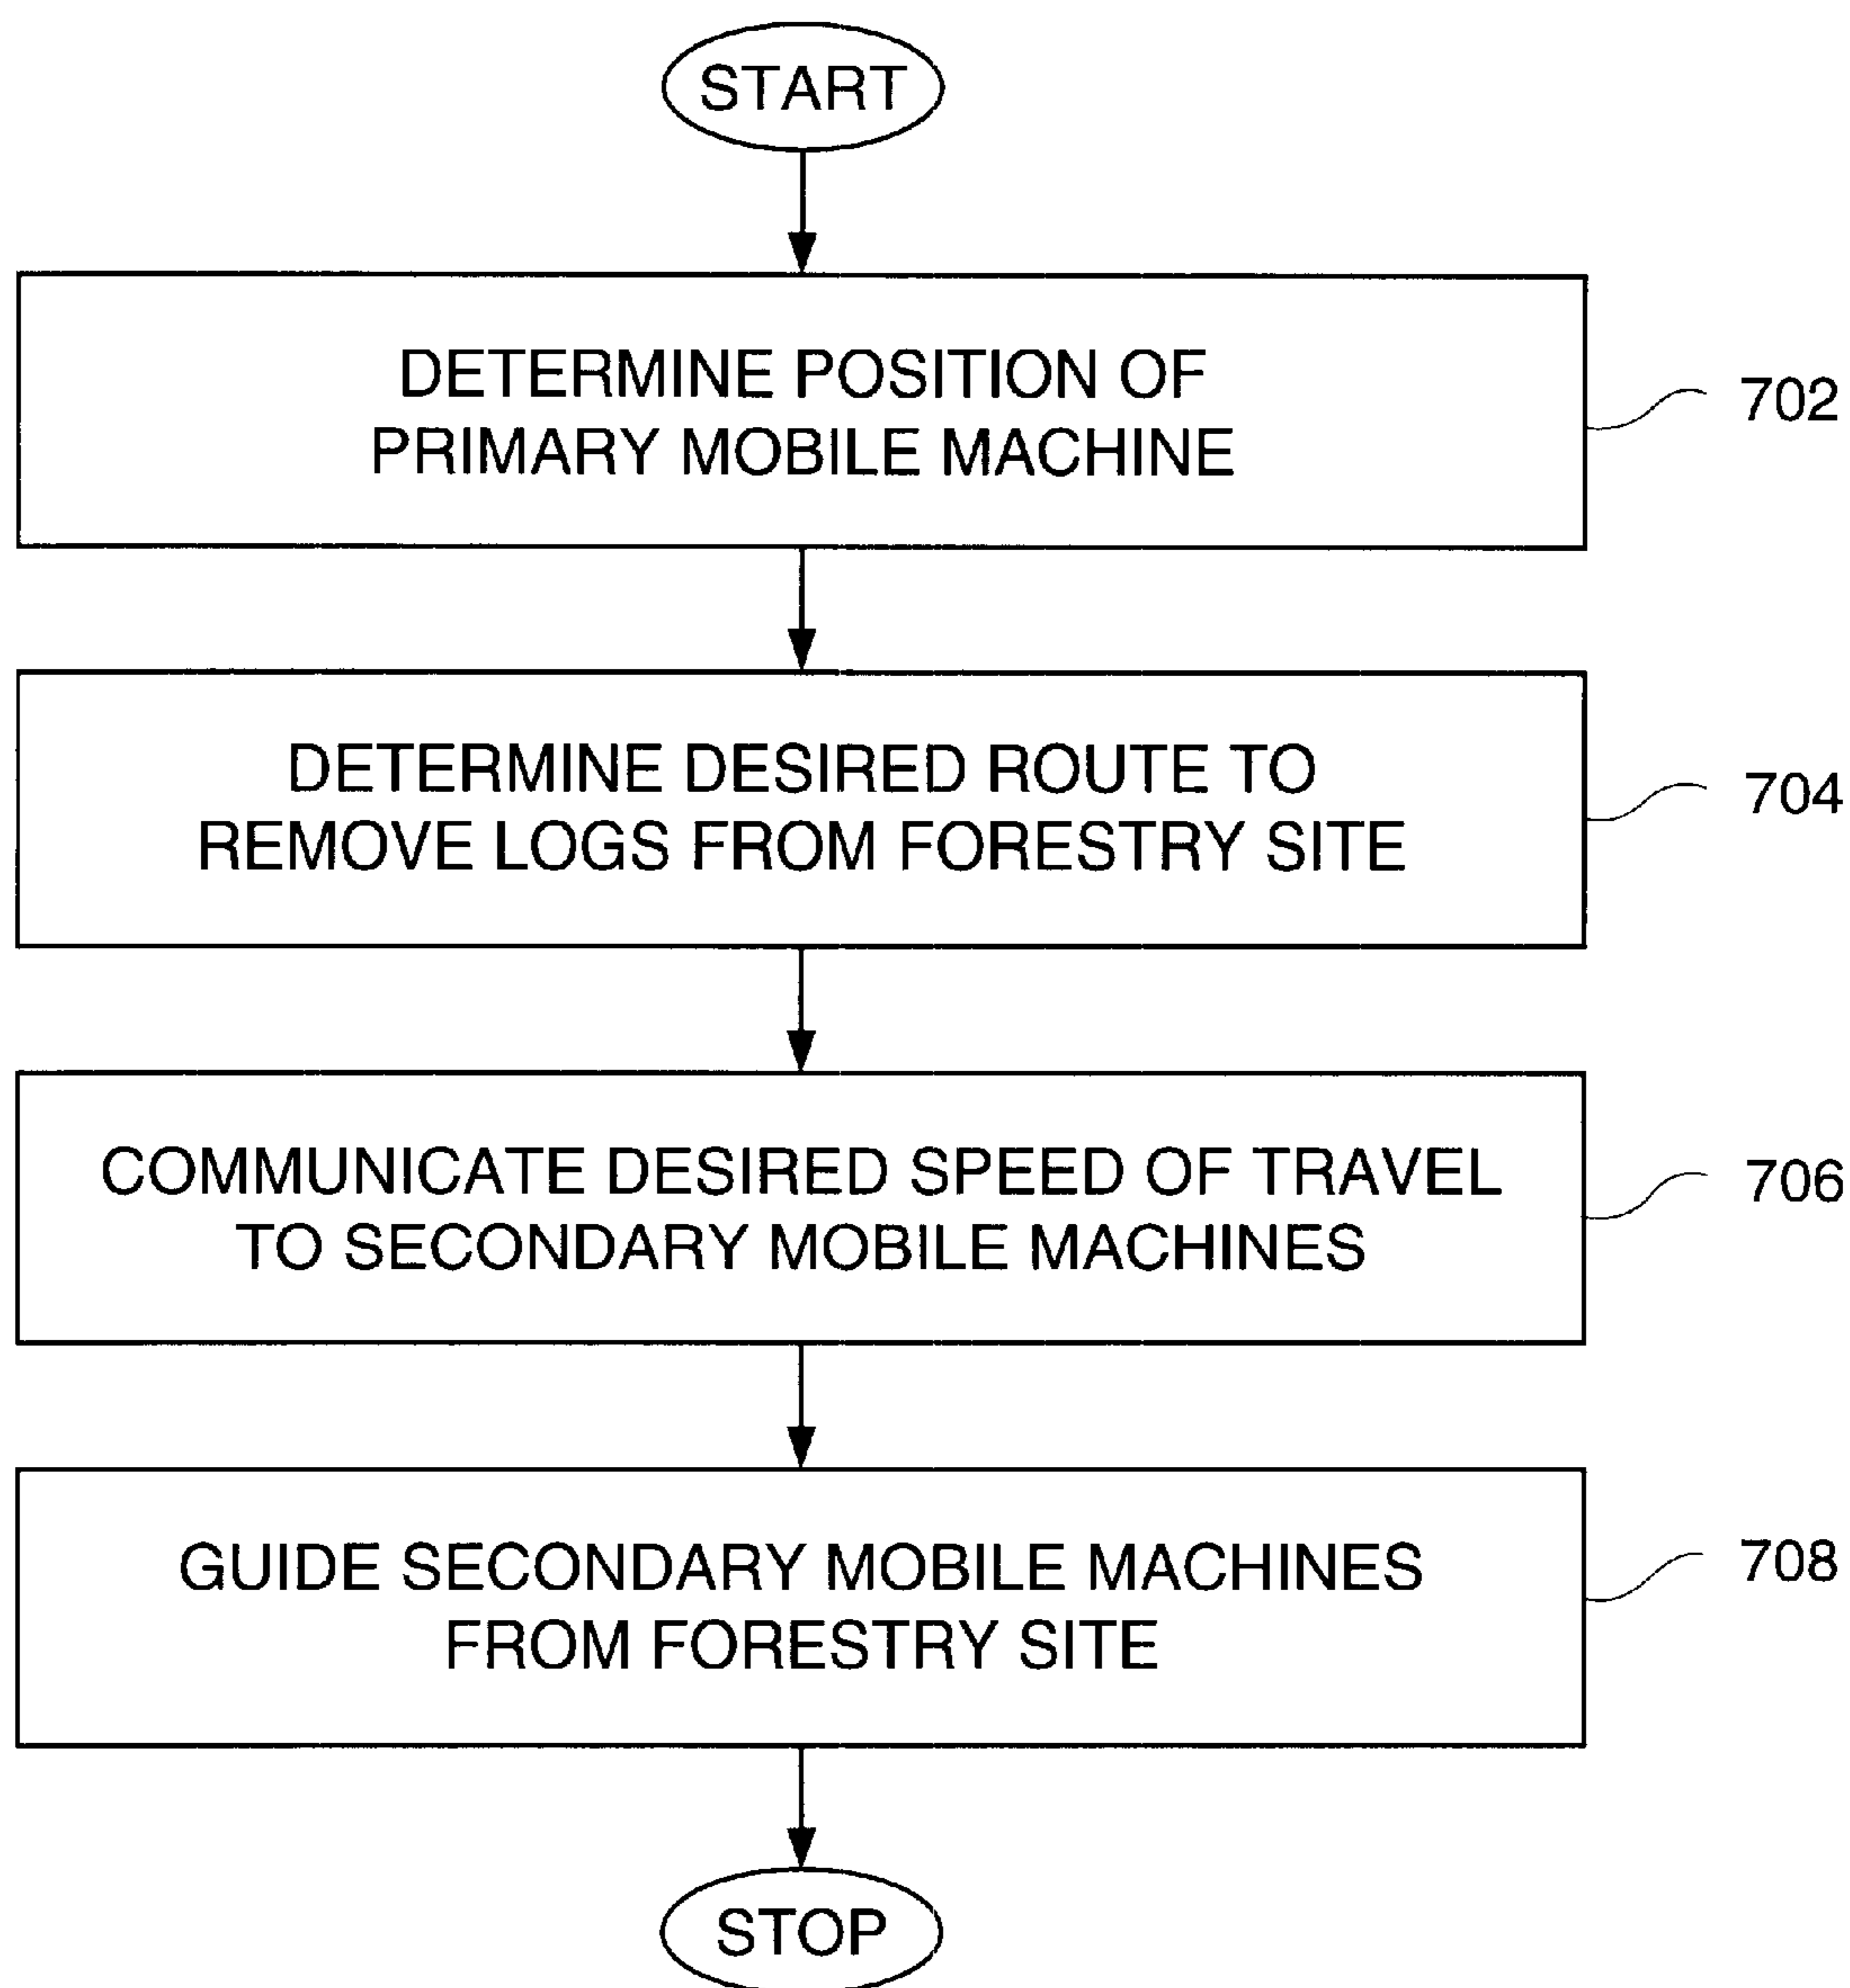 START
DETERMINE POSITION OF
PRIMARY MOBILE MACHINE
702
DETERMINE DESIRED ROUTE TO
REMOVE LOGS FROM FORESTRY SITE
704
COMMUNICATE DESIRED SPEED OF TRAVEL
TO SECONDARY MOBILE MACHINES
706
GUIDE SECONDARY MOBILE MACHINES
FROM FORESTRY SITE
708
STOP